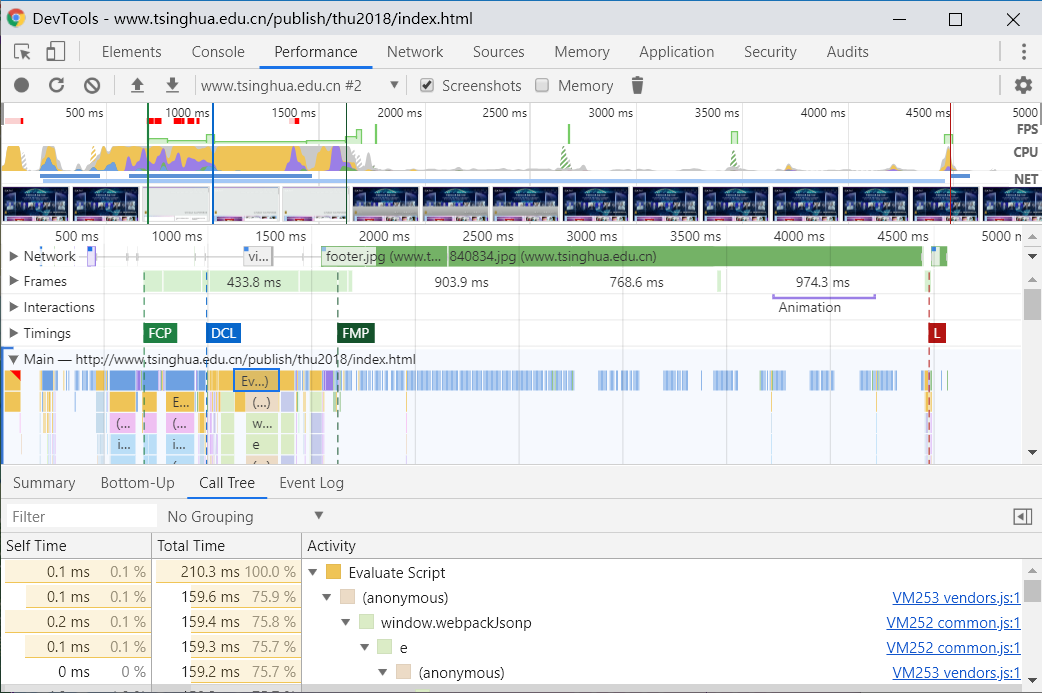 DevTools - www.tsinghua.edu.cn/publish/thu2018/index.html
Elements Console Performance Network Sources Memory Application Security Audits
www.tsinghua.edu.cn #2 Screenshots Memory
500 ms 1000 ms 1500 ms 2000 ms 2500 ms 3000 ms 3500 ms 4000 ms 4500 ms 5000
FPS
CPU
NET
500 ms 1000 ms 1500 ms 2000 ms 2500 ms 3000 ms 3500 ms 4000 ms 4500 ms 5000 m
Network vi... footer.jpg (www.t... 840834.jpg (www.tsinghua.edu.cn)
Frames 433.8 ms 903.9 ms 768.6 ms 974.3 ms
Interactions Animation
Timings FCP DCL FMP L
Main — http://www.tsinghua.edu.cn/publish/thu2018/index.html
Ev...)
E... (...)
(... (... w...
i... i... e
Summary Bottom-Up Call Tree Event Log
Filter No Grouping
Self Time Total Time Activity
0.1 ms 0.1 % 210.3 ms 100.0 % Evaluate Script
0.1 ms 0.1 % 159.6 ms 75.9 % (anonymous) VM253 vendors.js:1
0.2 ms 0.1 % 159.4 ms 75.8 % window.webpackJsonp VM252 common.js:1
0.1 ms 0.1 % 159.3 ms 75.7 % e VM252 common.js:1
0 ms 0 % 159.2 ms 75.7 % (anonymous) VM253 vendors.js:1